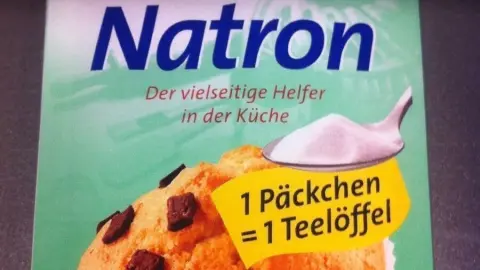 Natron
Der vielseitige Helfer
in der Küche
1 Päckchen
= 1 Teelöffel